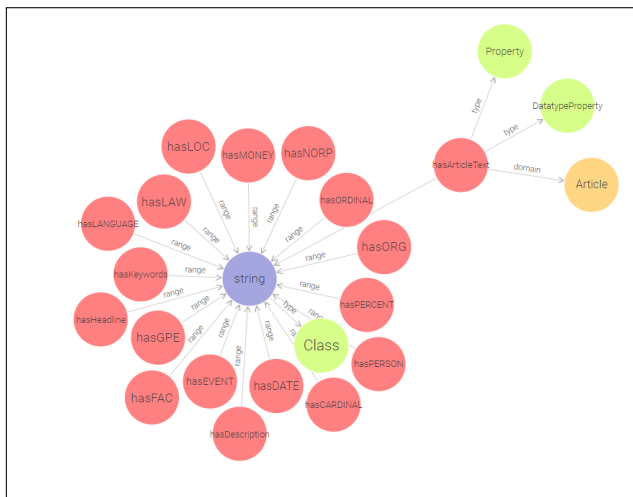 Property
type
DatatypeProperty
type
hasArticleText
domain
Article
hasLOC
hasMONEY
hasNORP
range
range
range
hasLAW
hasORDINAL
range
range
hasLANGUAGE
hasORG
range
range
hasKeywords
range
string
range
hasPERCENT
hasHeadline
range
type
range
hasGPE
range
Class
hasPERSON
range
range
range
range
hasFAC
hasEVENT
hasDATE
hasCARDINAL
hasDescription